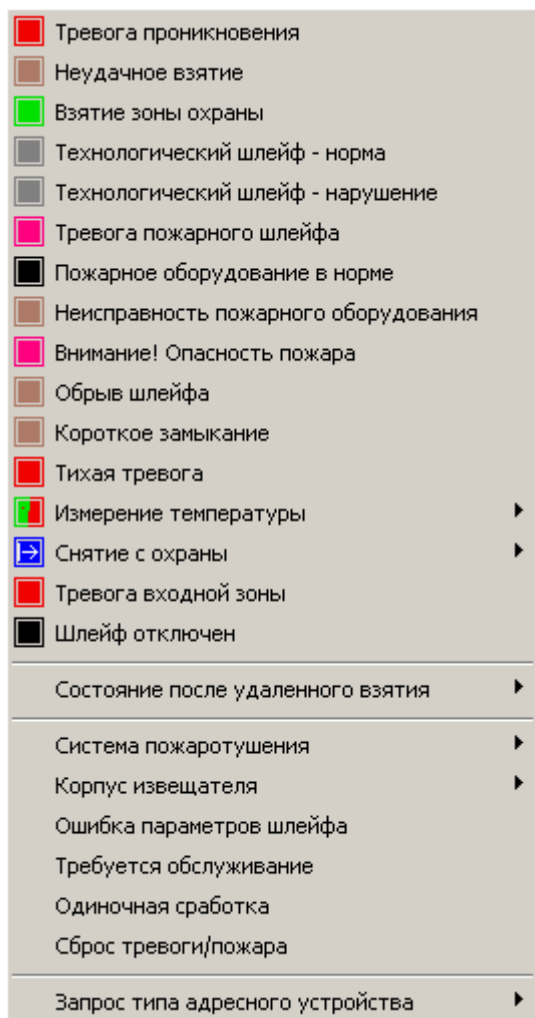 Тревога проникновения
Неудачное взятие
Взятие зоны охраны
Технологический шлейф - норма
Технологический шлейф - нарушение
Тревога пожарного шлейфа
Пожарное оборудование в норме
Неисправность пожарного оборудования
Внимание! Опасность пожара
Обрыв шлейфа
Короткое замыкание
Тихая тревога
Измерение температуры
Снятие с охраны
Тревога входной зоны
Шлейф отключен
Состояние после удаленного взятия
Система пожаротушения
Корпус извещателя
Ошибка параметров шлейфа
Требуется обслуживание
Одиночная сработка
Сброс тревоги/пожара
Запрос типа адресного устройства